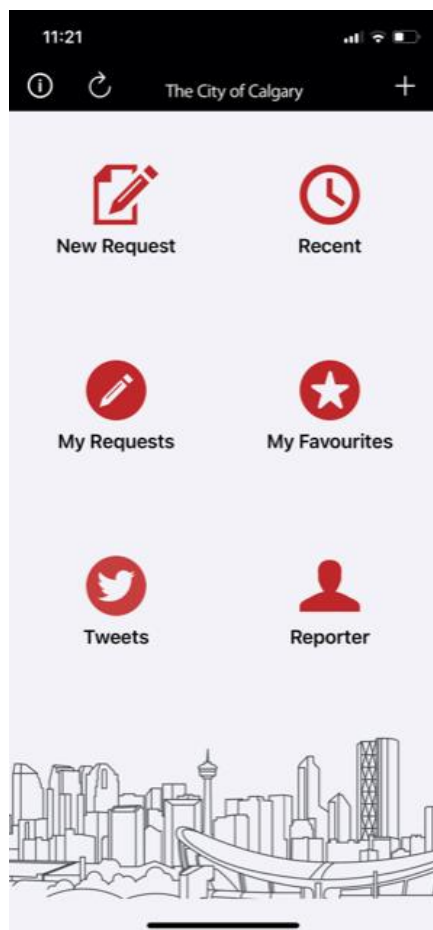 11:21
The City of Calgary
New Request
Recent
My Requests
My Favourites
Tweets
Reporter